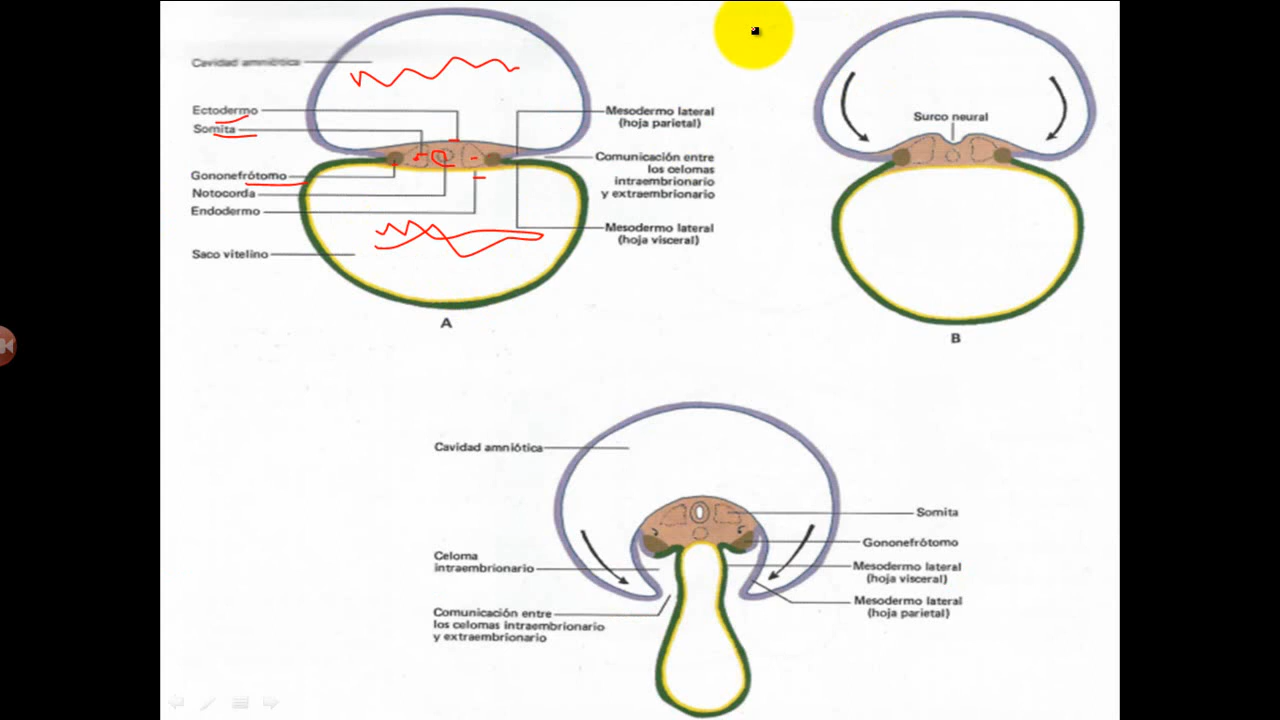 Cavidad amniótica
Ectodermo
Somita
Gononefrótomo
Notocorda
Endodermo
Saco vitelino
Mesodermo lateral
(hoja parietal)
Comunicación entre
los celomas
intraembrionario
y extraembrionario
Mesodermo lateral
(hoja visceral)
A
Surco neural
B
Cavidad amniótica
Celoma
intraembrionario
Comunicación entre
los celomas intraembrionario
y extraembrionario
Somita
Gononefrótomo
Mesodermo lateral
(hoja visceral)
Mesodermo lateral
(hoja parietal)